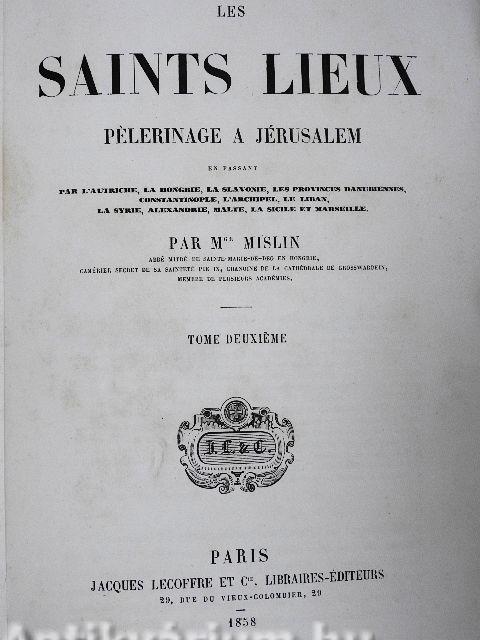 LES
SAINTS LIEUX
PÈLERINAGE A JÉRUSALEM
EN PASSANT
PAR L'AUTRICHE, LA HONGRIE, LA SLAVONIE, LES PROVINCES DANUBIENNES,
CONSTANTINOPLE, L'ARCHIPEL, LE LIBAN,
LA SYRIE, ALEXANDRIE, MALTE, LA SICILE ET MARSEILLE.
PAR Mgr MISLIN
ABBÉ MITRÉ DE SAINTE-MARIE-DE-DEG EN HONGRIE,
CAMÉRIER SECRET DE SA SAINTETÉ PIE IX, CHANOINE DE LA CATHÉDRALE DE GROSSWARDEIN,
MEMBRE DE PLUSIEURS ACADÉMIES.
TOME DEUXIÈME
J. L. & C.
PARIS
JACQUES LECOFFRE ET Cie, LIBRAIRES-ÉDITEURS
29, RUE DU VIEUX-COLOMBIER, 29
1858
Antikvárium.hu